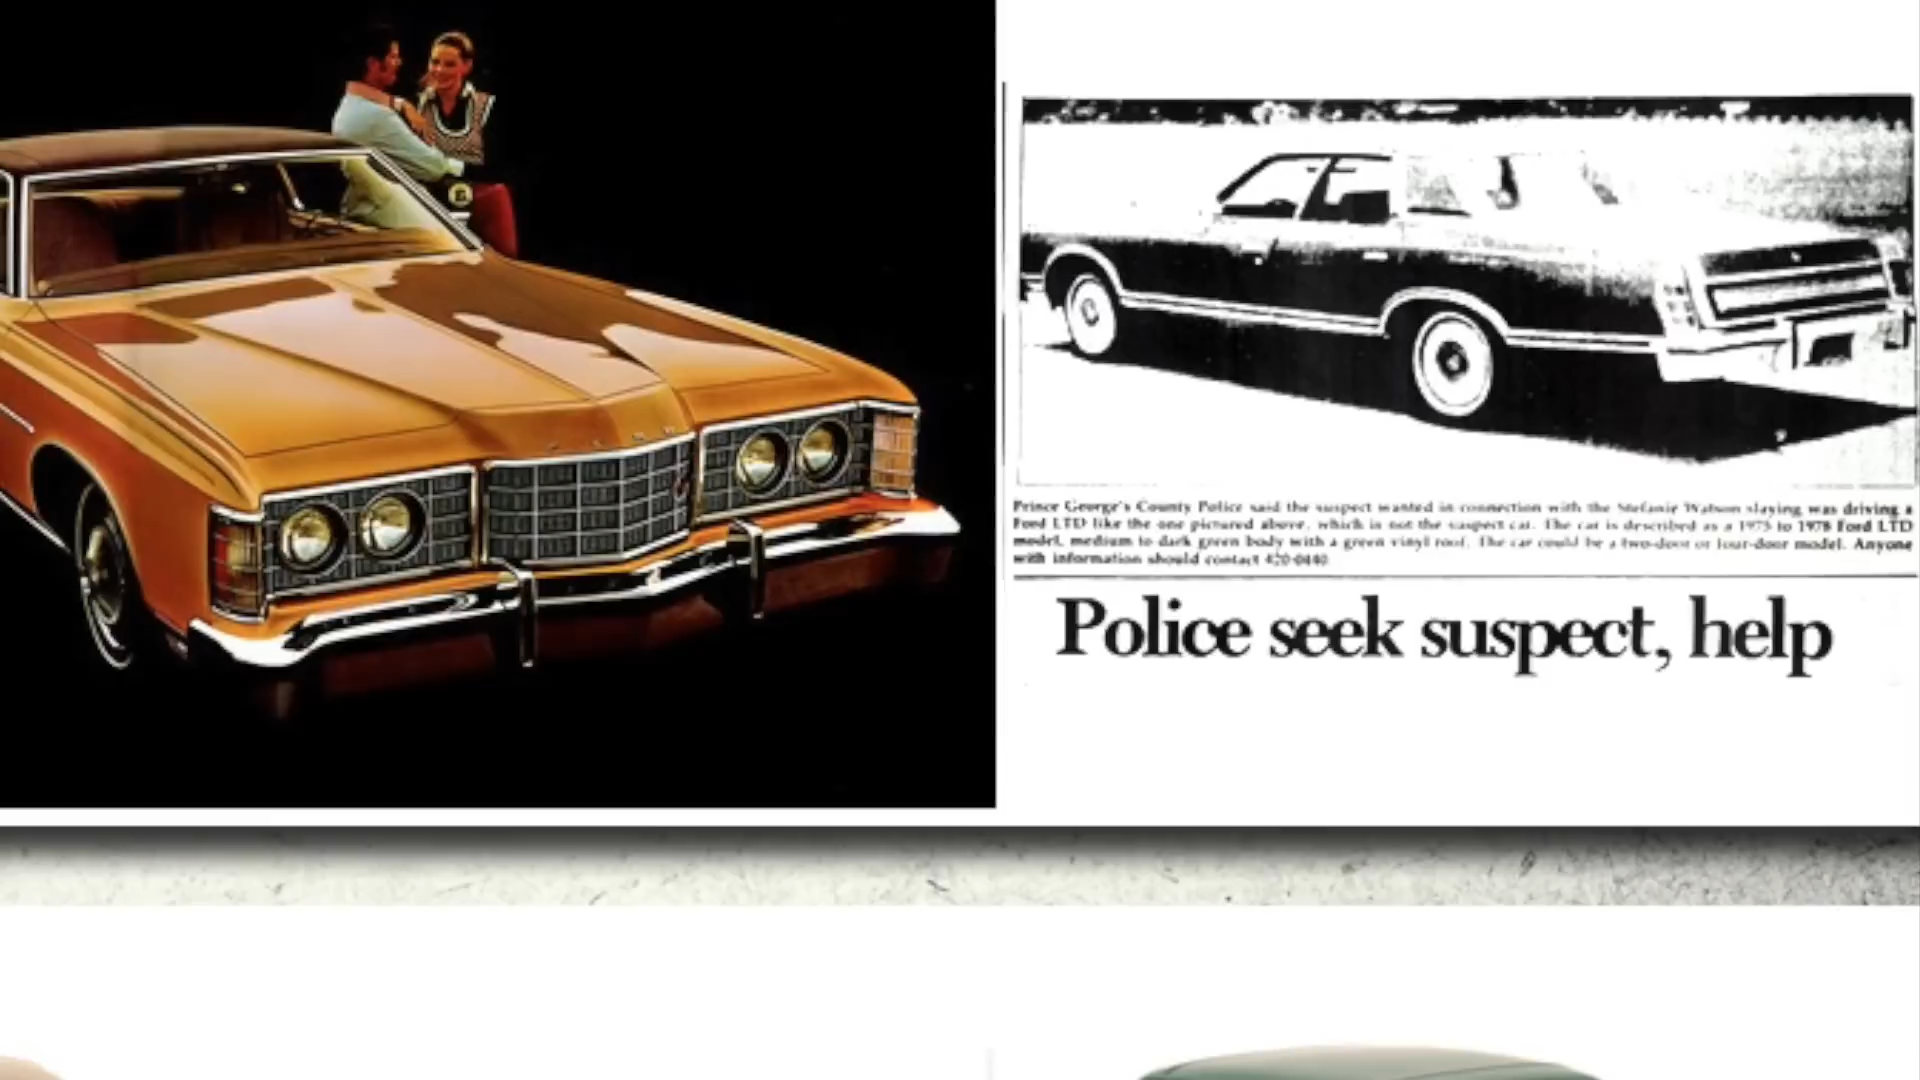 FORD
Prince George's County Police said the suspect wanted in connection with the Stefanie Watson slaying was driving a
Ford LTD like the one pictured above, which is not the suspect car. The car is described as a 1975 to 1978 Ford LTD
model, medium to dark green body with a green vinyl roof. The car could be a two-door or four-door model. Anyone
with information should contact 420-0440.
Police seek suspect, help